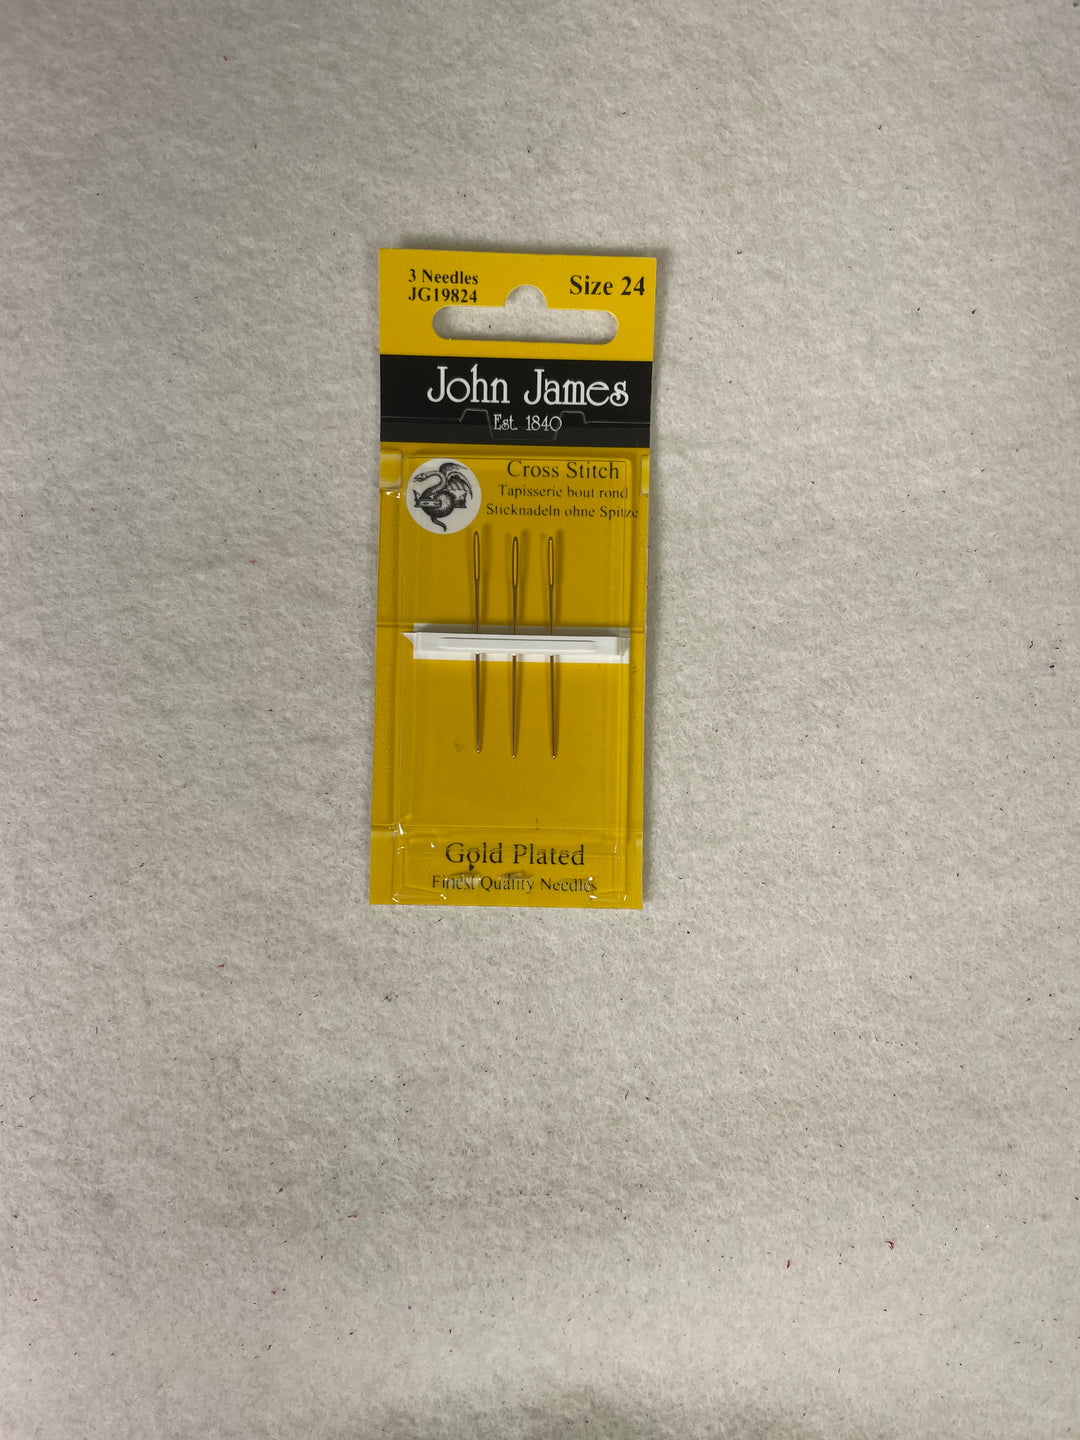 3 Needles
JG19824
Size 24
John James
Est. 1840
Cross Stitch
Tapisserie bout rond
Sticknadeln ohne Spitze
Gold Plated
Finest Quality Needles